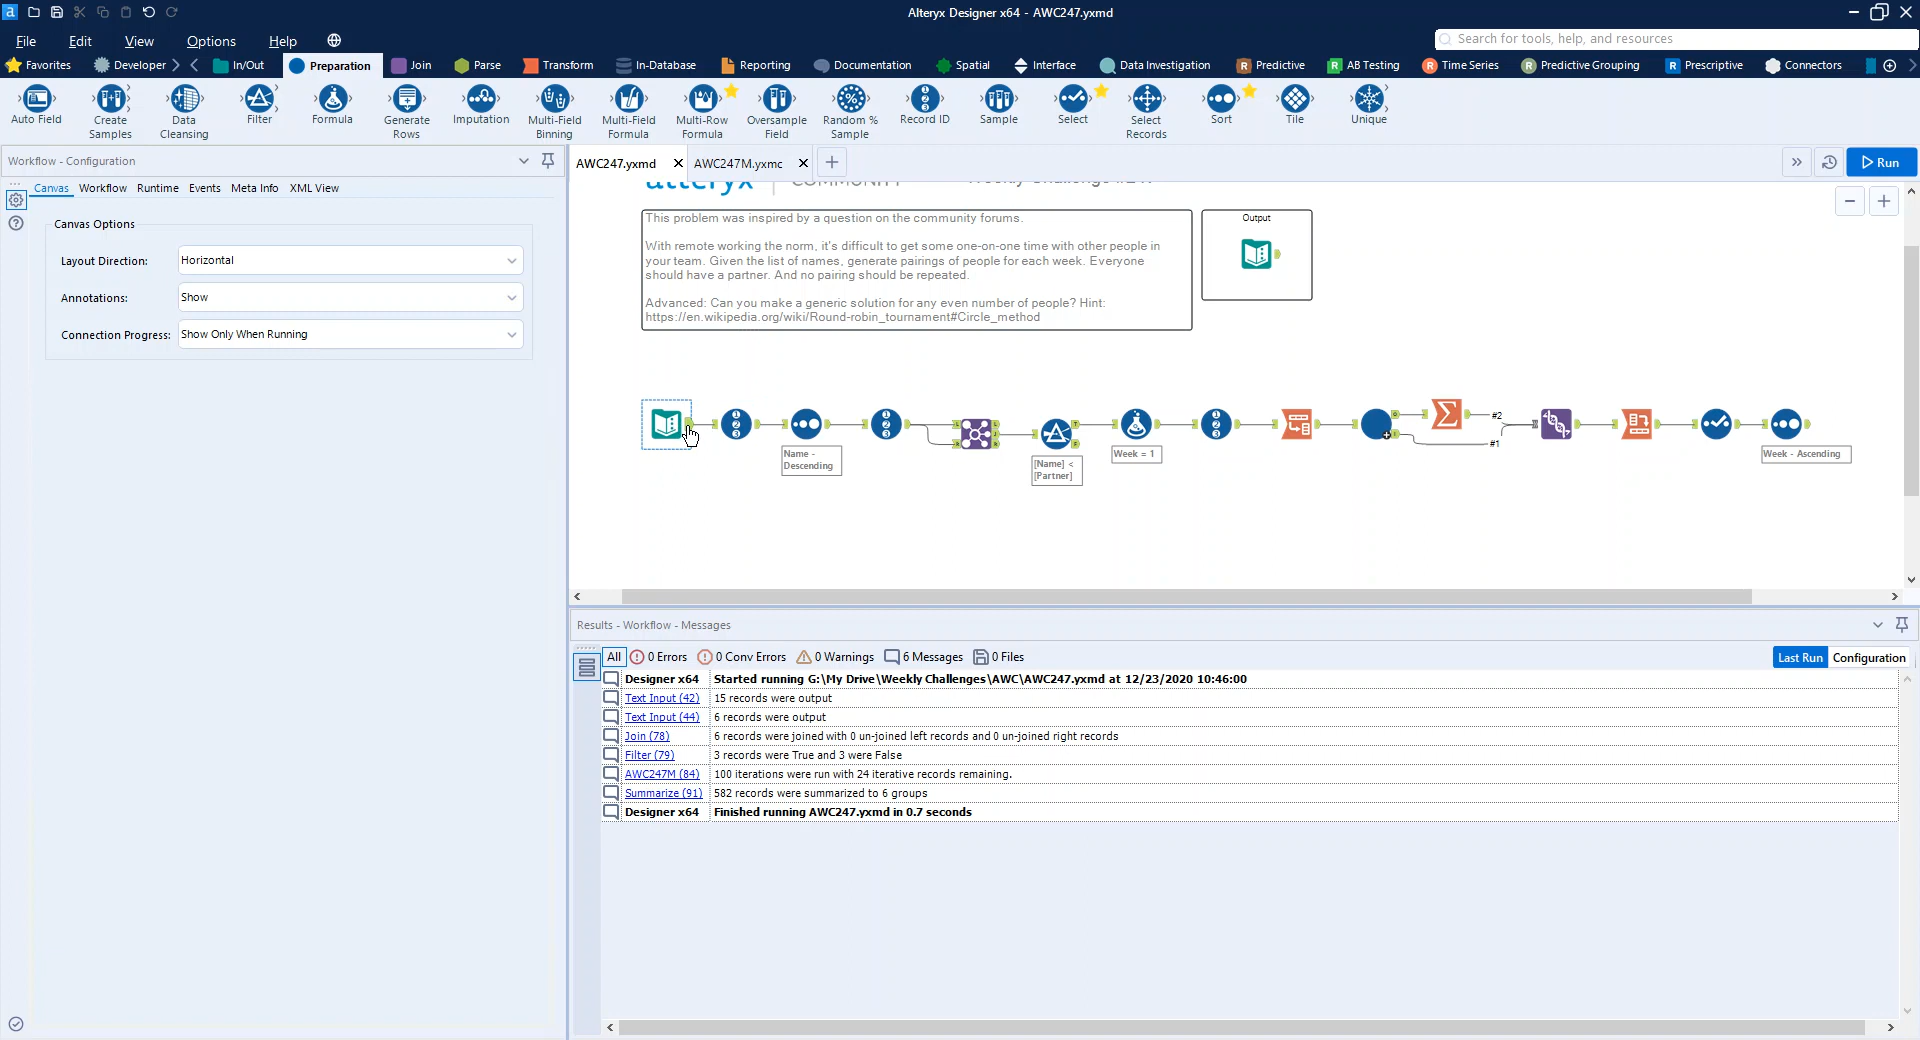 Alteryx Designer x64 - AWC247.yxmd
File Edit View Options Help
Search for tools, help, and resources
Favorites Developer In/Out Preparation Join Parse Transform In-Database Reporting Documentation Spatial Interface Data Investigation Predictive AB Testing Time Series Predictive Grouping Prescriptive Connectors
Auto Field
Create Samples
Data Cleansing
Filter
Formula
Generate Rows
Imputation
Multi-Field Binning
Multi-Field Formula
Multi-Row Formula
Oversample Field
Random % Sample
Record ID
Sample
Select
Select Records
Sort
Tile
Unique
Workflow - Configuration
AWC247.yxmd AWC247M.yxmc
Run
Canvas Workflow Runtime Events Meta Info XML View
Canvas Options
Layout Direction: Horizontal
Annotations: Show
Connection Progress: Show Only When Running
alteryx COMMUNITY
This problem was inspired by a question on the community forums.
With remote working the norm, it's difficult to get some one-on-one time with other people in
your team. Given the list of names, generate pairings of people for each week. Everyone
should have a partner. And no pairing should be repeated.
Advanced: Can you make a generic solution for any even number of people? Hint:
https://en.wikipedia.org/wiki/Round-robin_tournament#Circle_method
Output
#2
#1
Name -
Descending
[Name] <
[Partner]
Week = 1
Week - Ascending
Results - Workflow - Messages
All 0 Errors 0 Conv Errors 0 Warnings 6 Messages 0 Files
Last Run Configuration
Designer x64 Started running G:\My Drive\Weekly Challenges\AWC\AWC247.yxmd at 12/23/2020 10:46:00
Text Input (42) 15 records were output
Text Input (44) 6 records were output
Join (78) 6 records were joined with 0 un-joined left records and 0 un-joined right records
Filter (79) 3 records were True and 3 were False
AWC247M (84) 100 iterations were run with 24 iterative records remaining.
Summarize (91) 582 records were summarized to 6 groups
Designer x64 Finished running AWC247.yxmd in 0.7 seconds